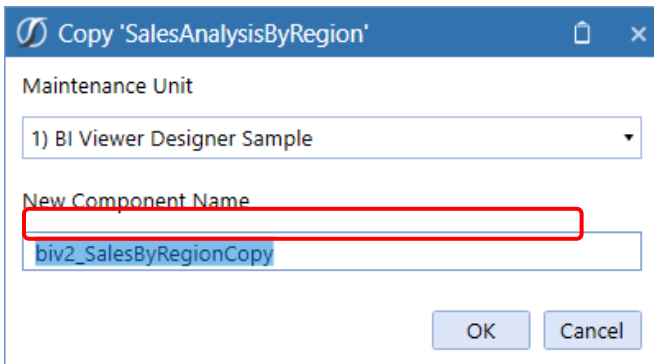 Copy 'SalesAnalysisByRegion'
Maintenance Unit
1) BI Viewer Designer Sample
New Component Name
biv2_SalesByRegionCopy
OK Cancel